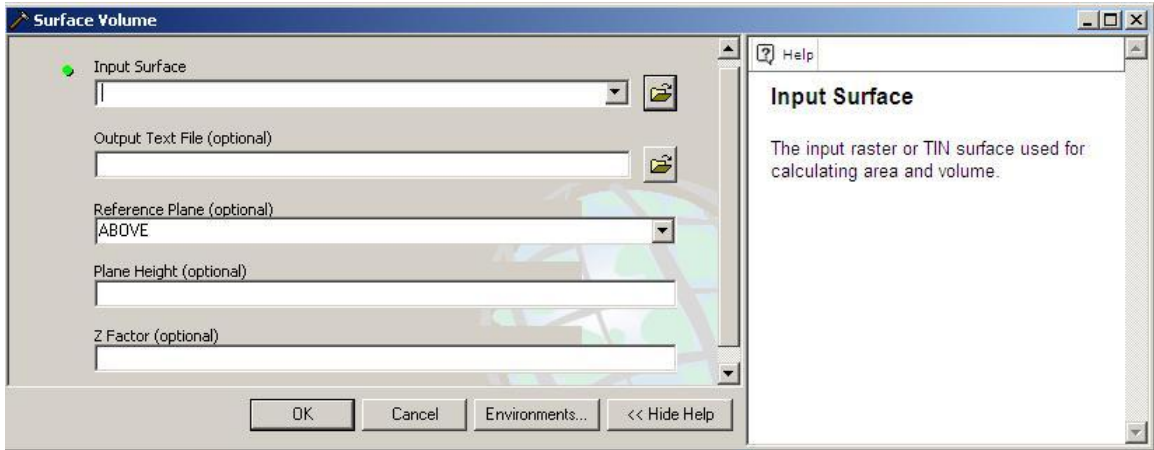 Surface Volume
Input Surface
Output Text File (optional)
Reference Plane (optional)
ABOVE
Plane Height (optional)
Z Factor (optional)
OK
Cancel
Environments...
<< Hide Help
Help
Input Surface
The input raster or TIN surface used for
calculating area and volume.